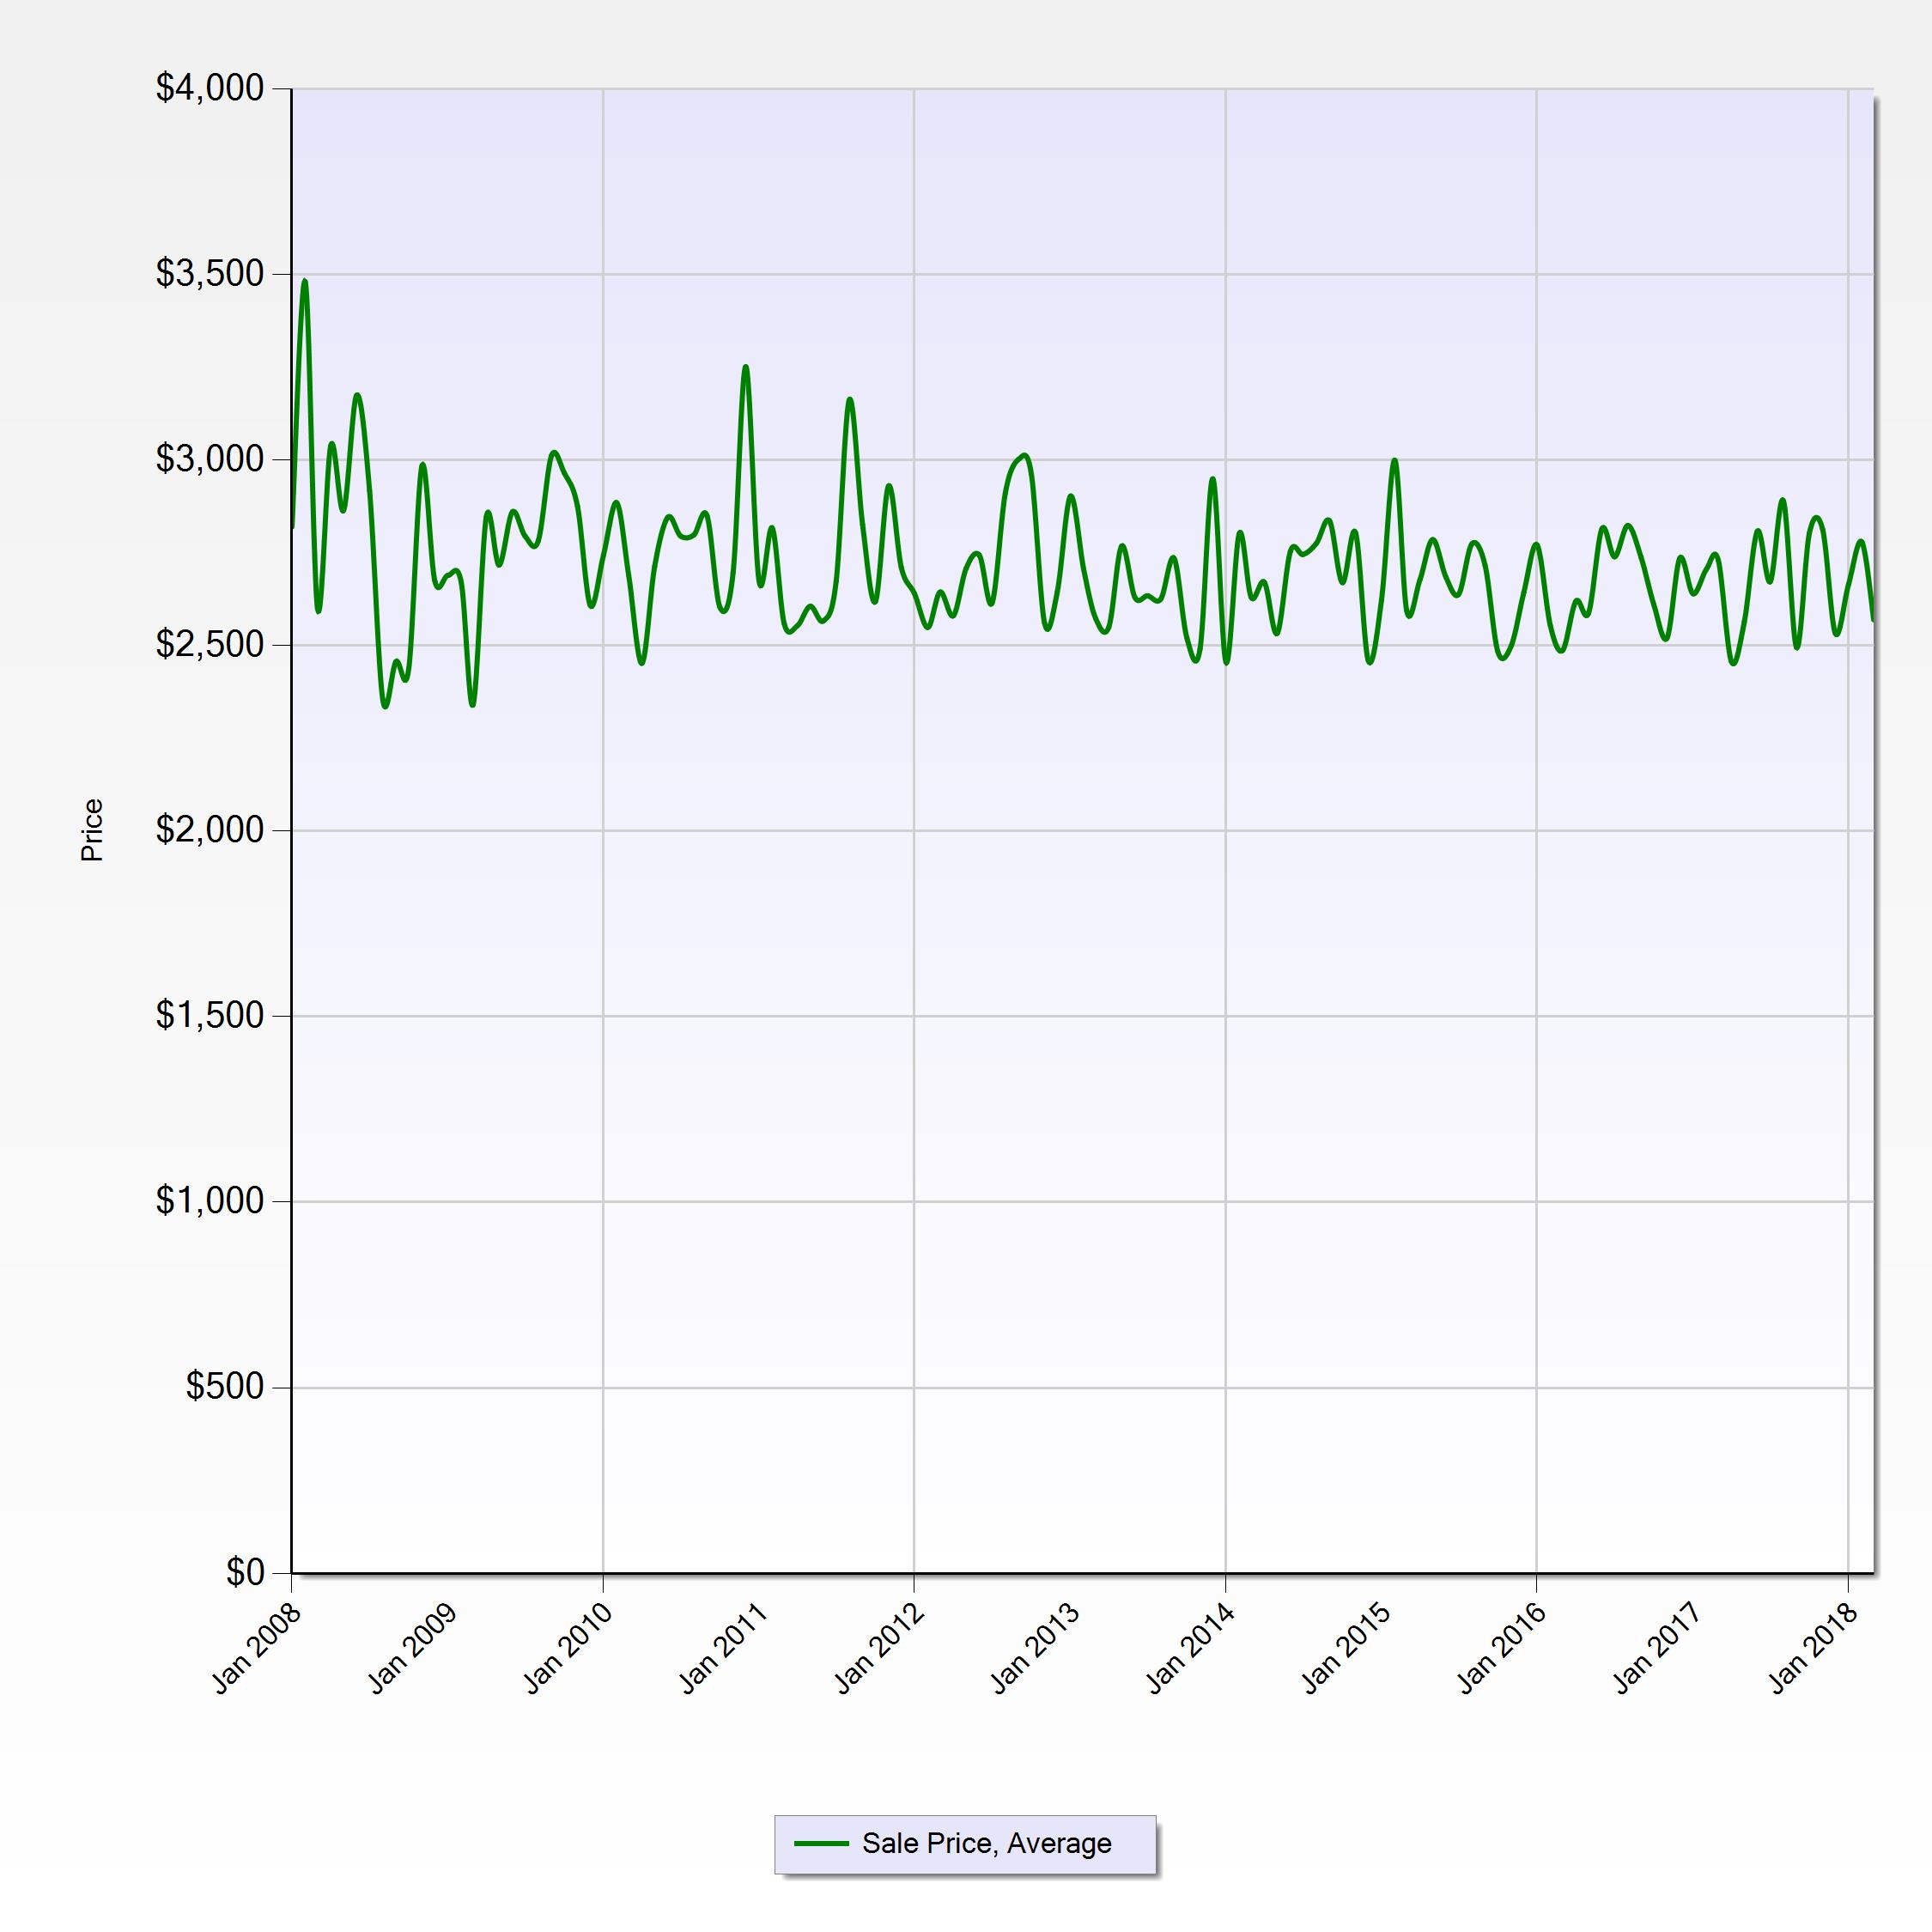 $4,000
$3,500
$3,000
$2,500
$2,000
$1,500
$1,000
$500
$0
Price
Jan 2008
Jan 2009
Jan 2010
Jan 2011
Jan 2012
Jan 2013
Jan 2014
Jan 2015
Jan 2016
Jan 2017
Jan 2018
Sale Price, Average